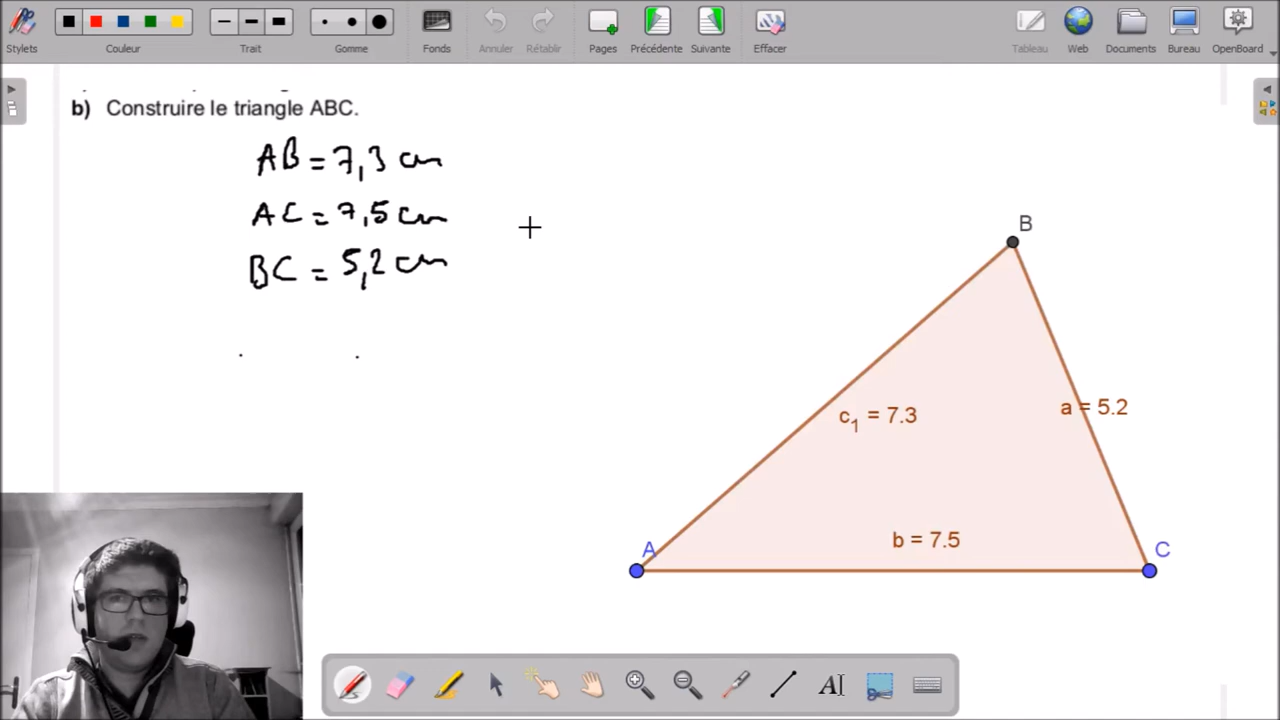 Stylets
Couleur
Trait
Gomme
Fonds
Annuler
Rétablir
Pages
Précédente
Suivante
Effacer
Tableau
Web
Documents
Bureau
OpenBoard
b) Construire le triangle ABC.
AB = 7,3 cm
AC = 7,5 cm
BC = 5,2 cm
B
c1 = 7.3
a = 5.2
b = 7.5
A
C
AI